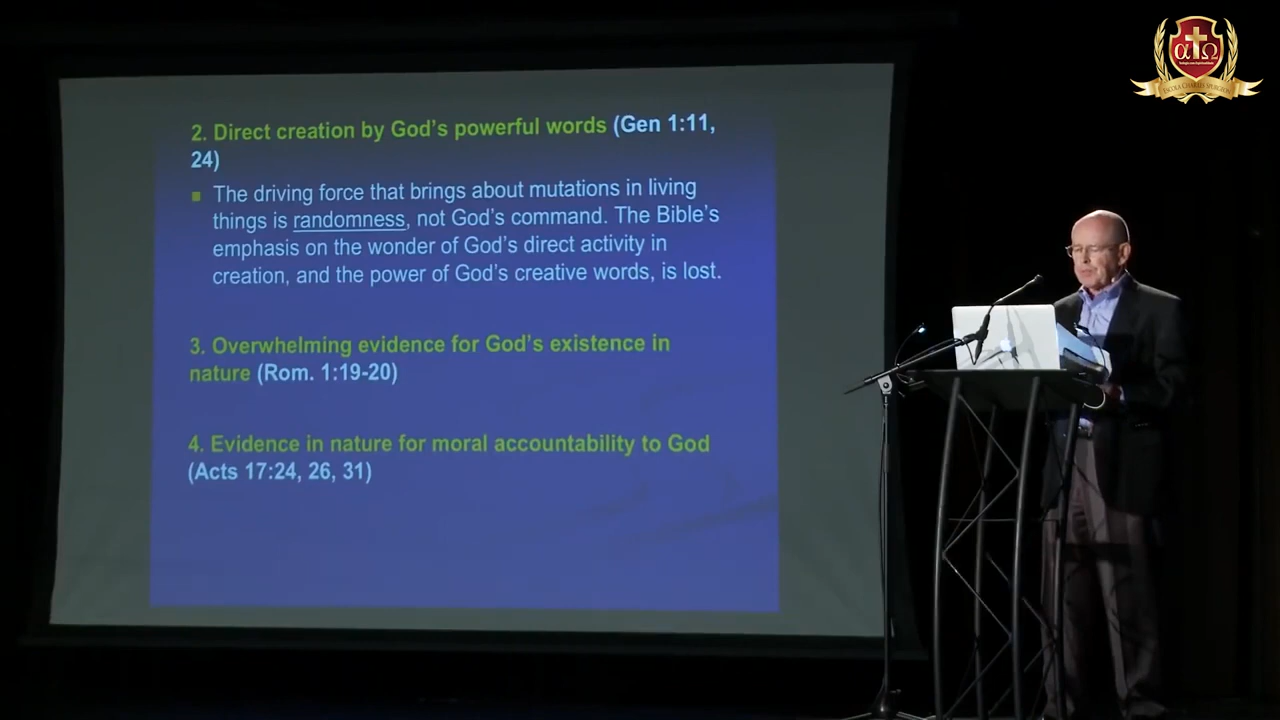 2. Direct creation by God's powerful words (Gen 1:11,
24)
The driving force that brings about mutations in living
things is randomness, not God's command. The Bible's
emphasis on the wonder of God's direct activity in
creation, and the power of God's creative words, is lost.
3. Overwhelming evidence for God's existence in
nature (Rom. 1:19-20)
4. Evidence in nature for moral accountability to God
(Acts 17:24, 26, 31)
α Ω
ESCOLA CHARLES SPURGEON